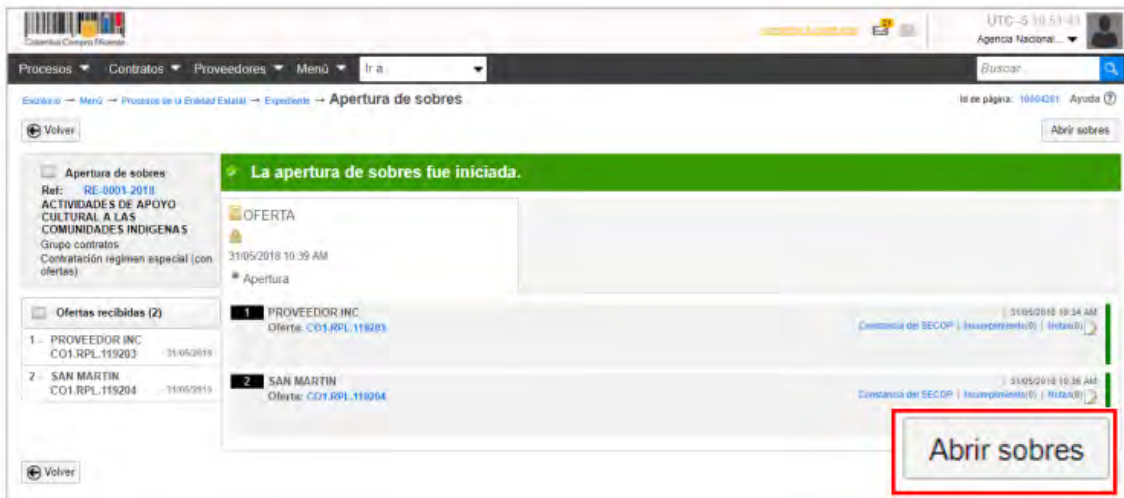 Colombia Compra Eficiente
21
UTC -5 10:51:43
Agencia Nacional...
Procesos Contratos Proveedores Menú Ir a Buscar
Escritorio → Menú → Procesos de la Entidad Estatal → Expediente → Apertura de sobres
Id de página: 10004261 Ayuda
Volver
Abrir sobres
Apertura de sobres
Ref: RE-0001-2018
ACTIVIDADES DE APOYO
CULTURAL A LAS
COMUNIDADES INDIGENAS
Grupo contratos
Contratación régimen especial (con
ofertas)
Ofertas recibidas (2)
1 - PROVEEDOR INC
CO1.RPL.119203 31/05/2018
2 - SAN MARTIN
CO1.RPL.119204 31/05/2018
La apertura de sobres fue iniciada.
OFERTA
31/05/2018 10:39 AM
Apertura
1 PROVEEDOR INC 31/05/2018 10:34 AM
Oferta: CO1.RPL.119203 Constancia del SECOP | Incumplimiento(0) | Notas(0)
2 SAN MARTIN 31/05/2018 10:36 AM
Oferta: CO1.RPL.119204 Constancia del SECOP | Incumplimiento(0) | Notas(0)
Abrir sobres
Volver